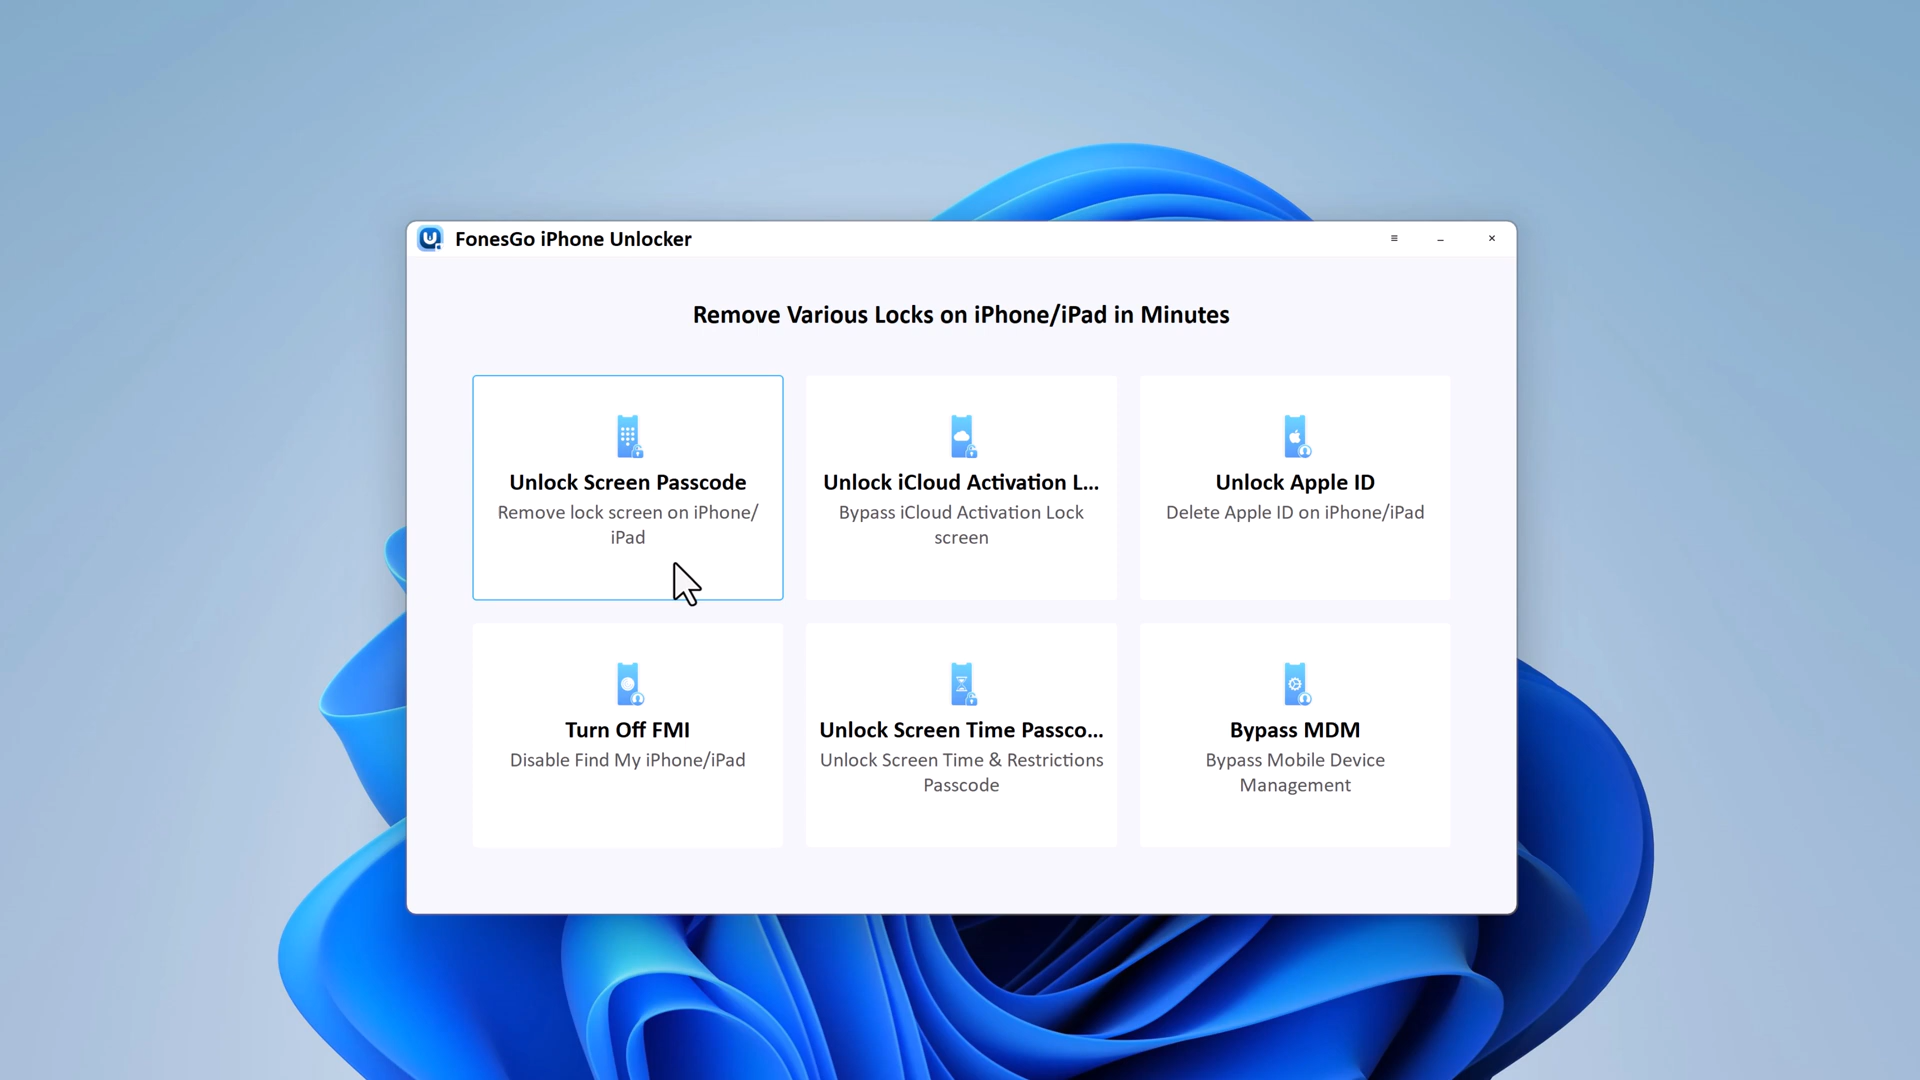 FonesGo iPhone Unlocker
Remove Various Locks on iPhone/iPad in Minutes
Unlock Screen Passcode
Remove lock screen on iPhone/
iPad
Unlock iCloud Activation L...
Bypass iCloud Activation Lock
screen
Unlock Apple ID
Delete Apple ID on iPhone/iPad
Turn Off FMI
Disable Find My iPhone/iPad
Unlock Screen Time Passco...
Unlock Screen Time & Restrictions
Passcode
Bypass MDM
Bypass Mobile Device
Management